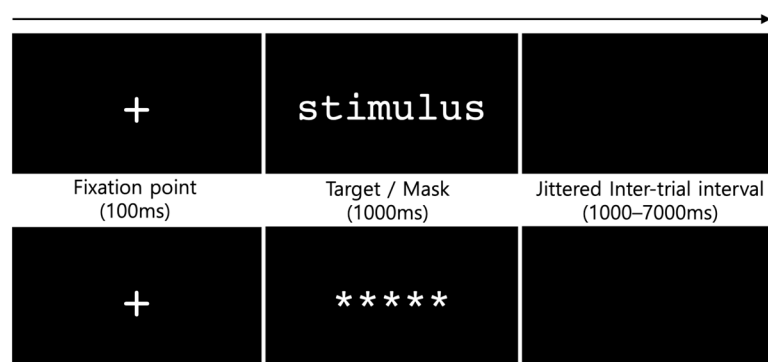 +
stimulus
Fixation point
(100ms)
Target / Mask
(1000ms)
Jittered Inter-trial interval
(1000–7000ms)
+
*****